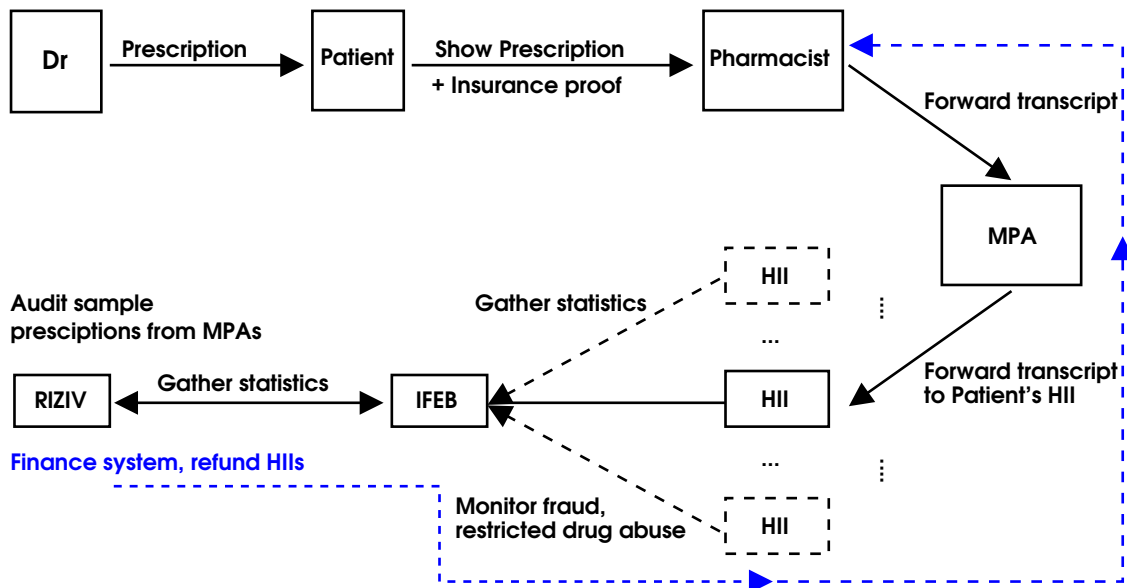 Dr
Prescription
Patient
Show Prescription
+ Insurance proof
Pharmacist
Forward transcript
MPA
HII
Gather statistics
...
Audit sample
presciptions from MPAs
RIZIV
Gather statistics
IFEB
HII
Forward transcript
to Patient's HII
Finance system, refund HIIs
...
Monitor fraud,
restricted drug abuse
HII